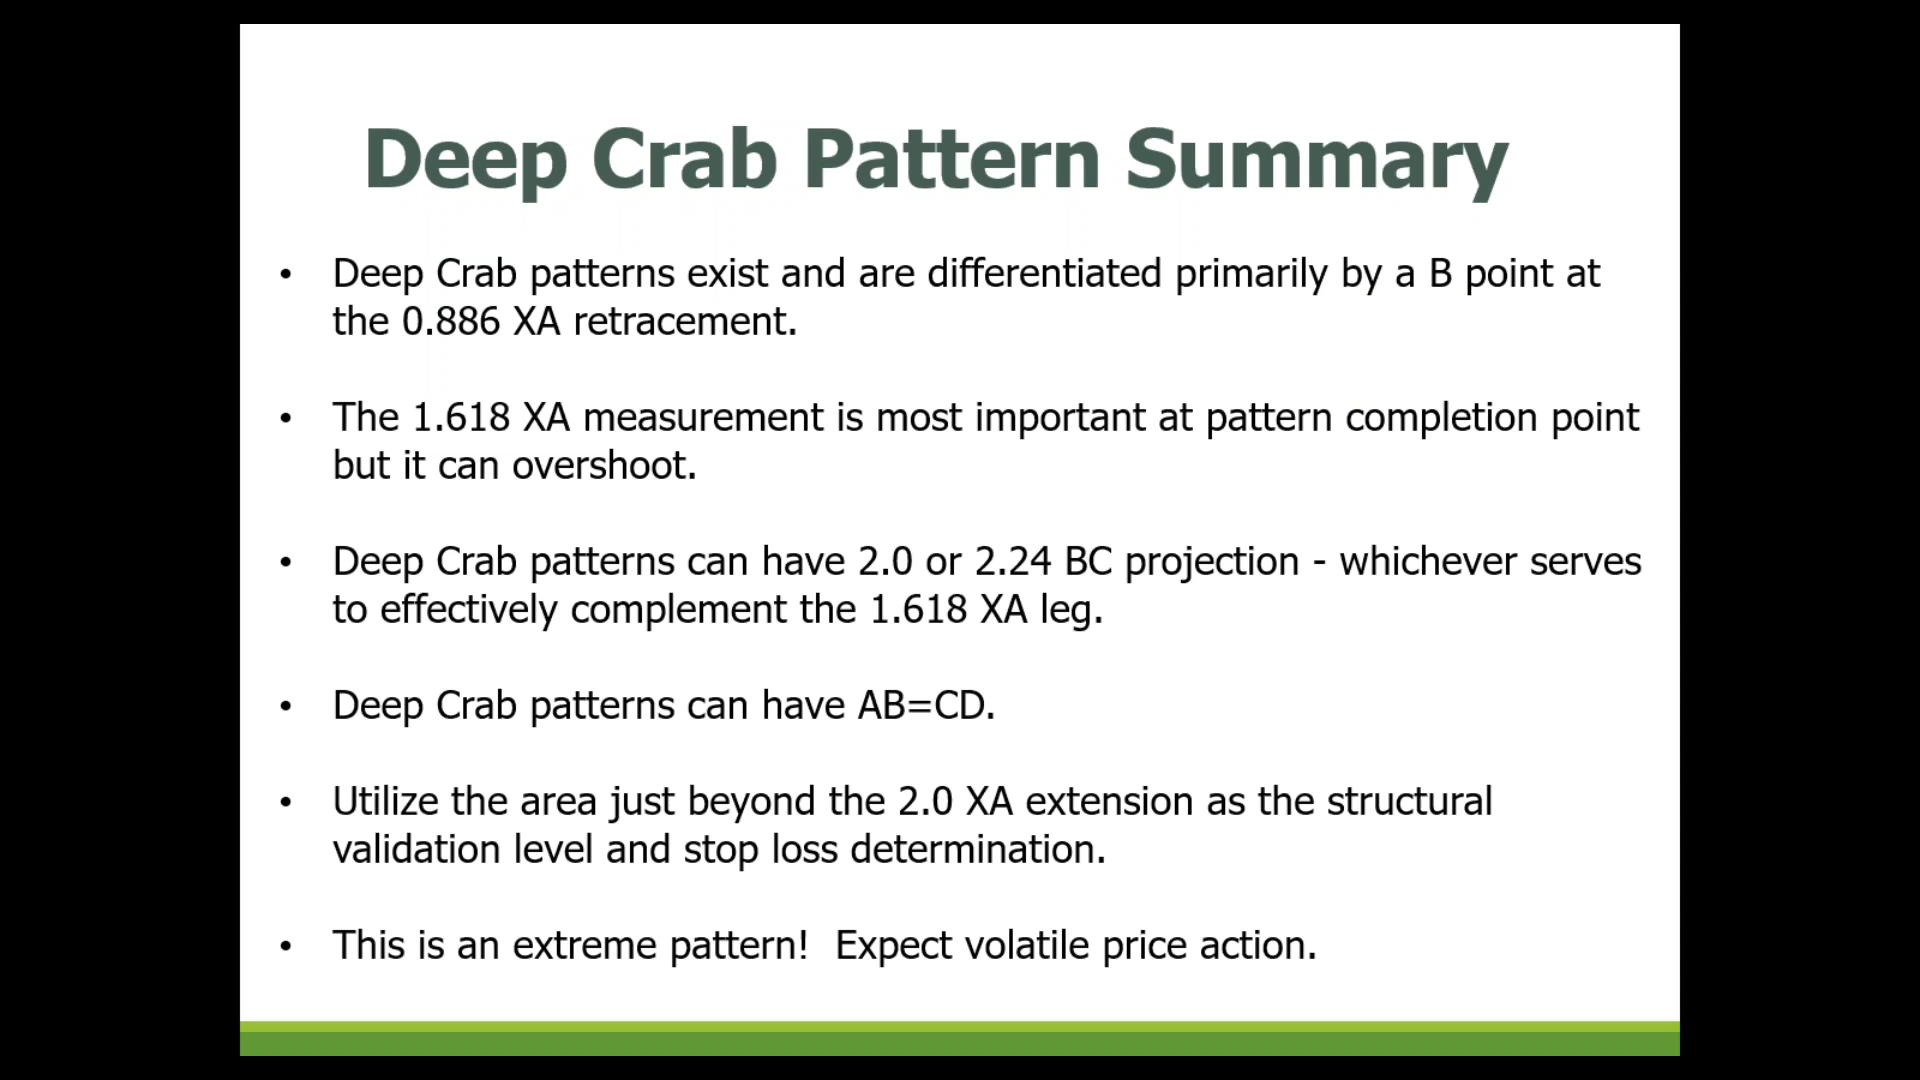 Deep Crab Pattern Summary
• Deep Crab patterns exist and are differentiated primarily by a B point at
the 0.886 XA retracement.
• The 1.618 XA measurement is most important at pattern completion point
but it can overshoot.
• Deep Crab patterns can have 2.0 or 2.24 BC projection - whichever serves
to effectively complement the 1.618 XA leg.
• Deep Crab patterns can have AB=CD.
• Utilize the area just beyond the 2.0 XA extension as the structural
validation level and stop loss determination.
• This is an extreme pattern!  Expect volatile price action.